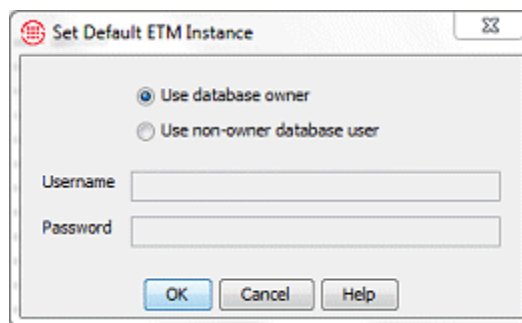 Set Default ETM Instance
Use database owner
Use non-owner database user
Username
Password
OK Cancel Help